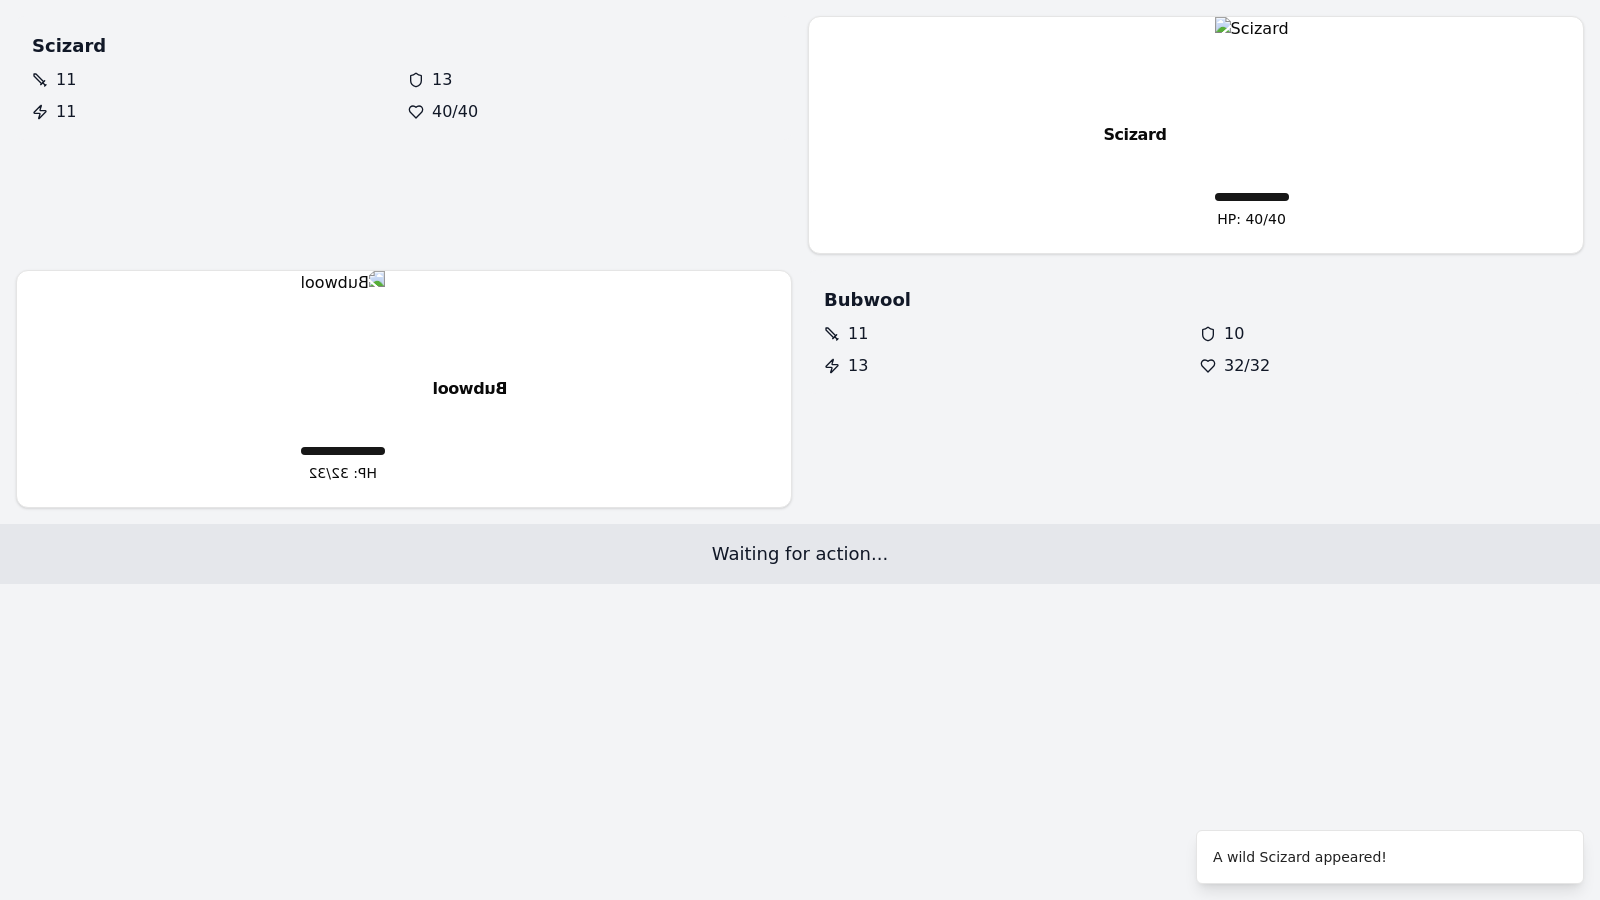 Scizard
11
13
11
40/40
Scizard
Scizard
HP: 40/40
Bubwool
Bubwool
HP: 32/32
Bubwool
11
10
13
32/32
Waiting for action...
A wild Scizard appeared!